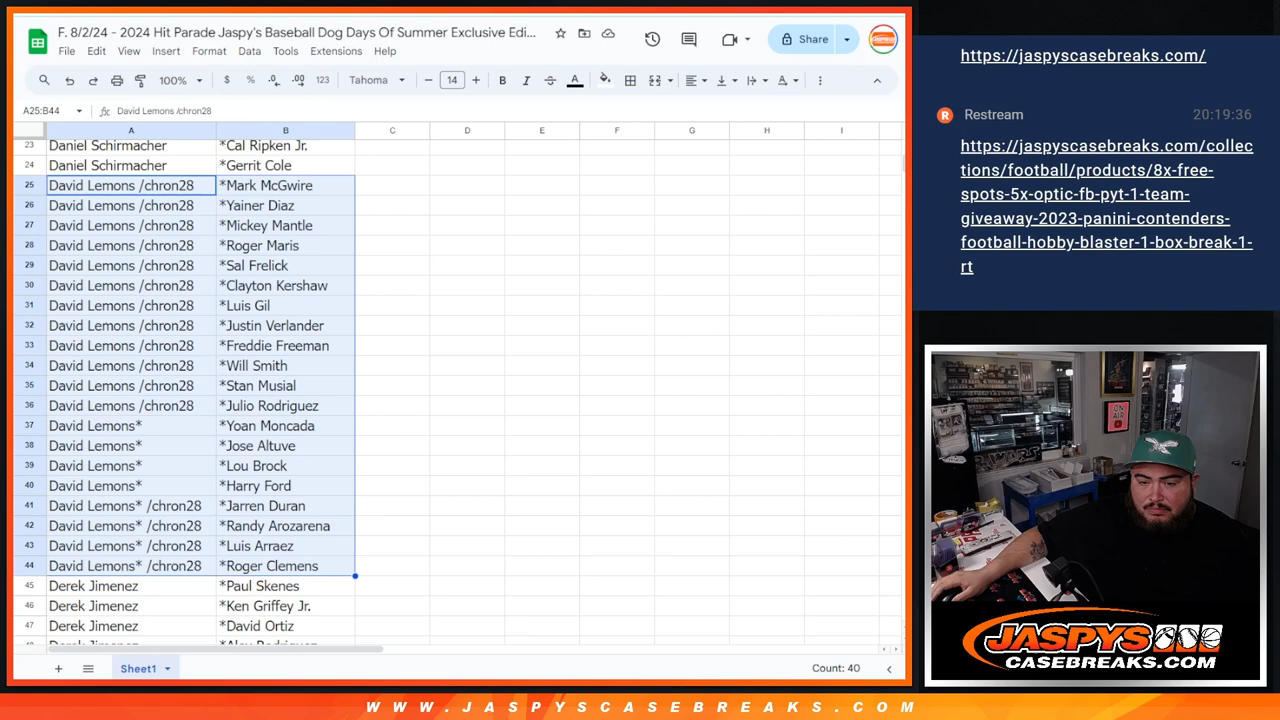 F. 8/2/24 - 2024 Hit Parade Jaspy's Baseball Dog Days Of Summer Exclusive Edi...
File Edit View Insert Format Data Tools Extensions Help
Share
100% $ % .0 .00 123 Tahoma 14 B I A
A25:B44 fx David Lemons /chron28
A B C D E F G H I
23 Daniel Schirmacher *Cal Ripken Jr.
24 Daniel Schirmacher *Gerrit Cole
25 David Lemons /chron28 *Mark McGwire
26 David Lemons /chron28 *Yainer Diaz
27 David Lemons /chron28 *Mickey Mantle
28 David Lemons /chron28 *Roger Maris
29 David Lemons /chron28 *Sal Frelick
30 David Lemons /chron28 *Clayton Kershaw
31 David Lemons /chron28 *Luis Gil
32 David Lemons /chron28 *Justin Verlander
33 David Lemons /chron28 *Freddie Freeman
34 David Lemons /chron28 *Will Smith
35 David Lemons /chron28 *Stan Musial
36 David Lemons /chron28 *Julio Rodriguez
37 David Lemons* *Yoan Moncada
38 David Lemons* *Jose Altuve
39 David Lemons* *Lou Brock
40 David Lemons* *Harry Ford
41 David Lemons* /chron28 *Jarren Duran
42 David Lemons* /chron28 *Randy Arozarena
43 David Lemons* /chron28 *Luis Arraez
44 David Lemons* /chron28 *Roger Clemens
45 Derek Jimenez *Paul Skenes
46 Derek Jimenez *Ken Griffey Jr.
47 Derek Jimenez *David Ortiz
Sheet1 Count: 40
https://jaspyscasebreaks.com/
Restream 20:19:36
https://jaspyscasebreaks.com/collec
tions/football/products/8x-free-
spots-5x-optic-fb-pyt-1-team-
giveaway-2023-panini-contenders-
football-hobby-blaster-1-box-break-1-
rt
ON AIR
JASPYS
CASEBREAKS.COM
WWW.JASPYSCASEBREAKS.COM